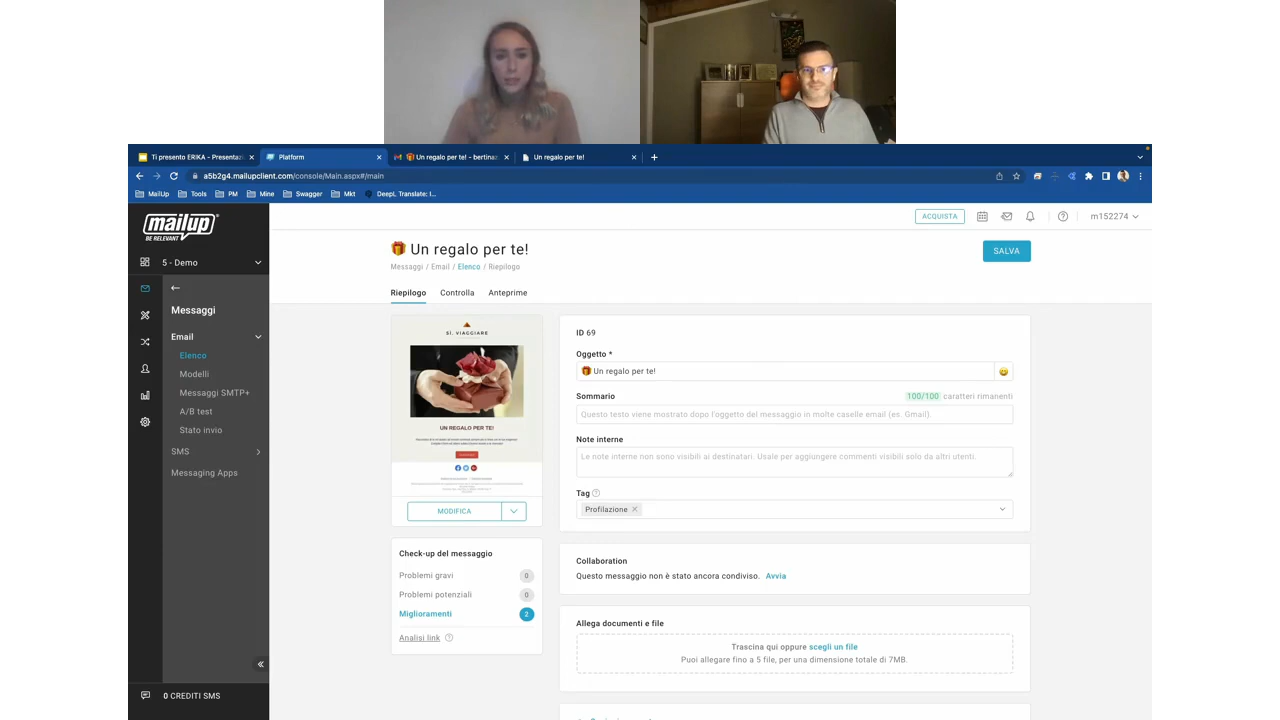 Ti presento ERIKA - Presentaz
Platform
Un regalo per te! - bertina
Un regalo per te!
a5b2g4.mailupclient.com/console/Main.aspx#/main
MailUp
Tools
PM
Mine
Swagger
Mkt
DeepL Translate: I...
mailup®
BE RELEVANT
ACQUISTA
m152274
5 - Demo
Un regalo per te!
SALVA
Messaggi / Email / Elenco / Riepilogo
Riepilogo
Controlla
Anteprime
Messaggi
Email
Elenco
Modelli
Messaggi SMTP+
A/B test
Stato invio
SMS
Messaging Apps
0 CREDITI SMS
SÌ, VIAGGIARE
UN REGALO PER TE!
MODIFICA
Check-up del messaggio
Problemi gravi 0
Problemi potenziali 0
Miglioramenti 2
Analisi link
ID 69
Oggetto *
Un regalo per te!
Sommario
100/100 caratteri rimanenti
Questo testo viene mostrato dopo l'oggetto del messaggio in molte caselle email (es. Gmail).
Note interne
Le note interne non sono visibili ai destinatari. Usale per aggiungere commenti visibili solo da altri utenti.
Tag
Profilazione
Collaboration
Questo messaggio non è stato ancora condiviso. Avvia
Allega documenti e file
Trascina qui oppure scegli un file
Puoi allegare fino a 5 file, per una dimensione totale di 7MB.